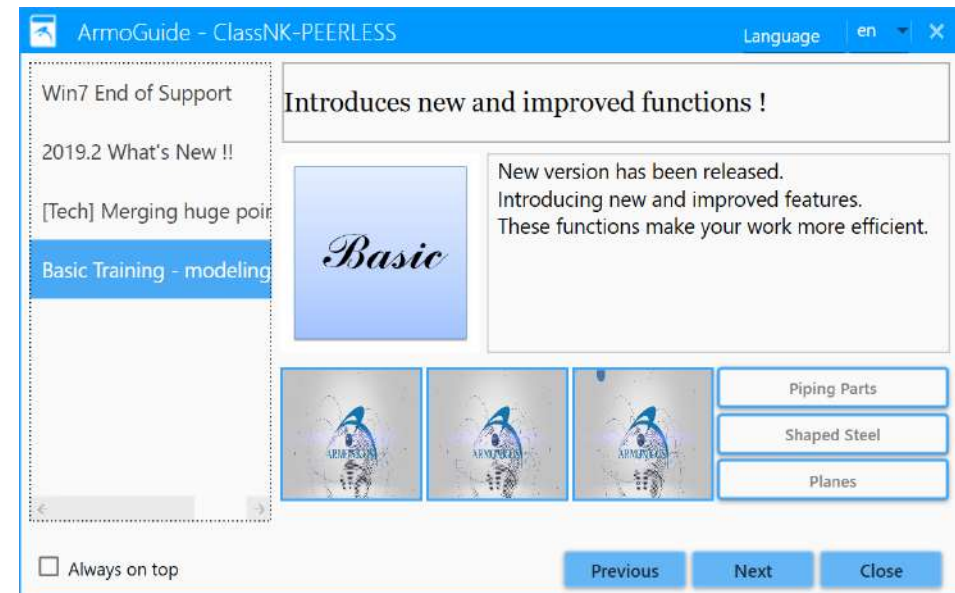 ArmoGuide - ClassNK-PEERLESS
Language
en
Win7 End of Support
2019.2 What's New !!
[Tech] Merging huge poir
Basic Training - modeling
Introduces new and improved functions !
Basic
New version has been released.
Introducing new and improved features.
These functions make your work more efficient.
Piping Parts
Shaped Steel
Planes
Always on top
Previous
Next
Close